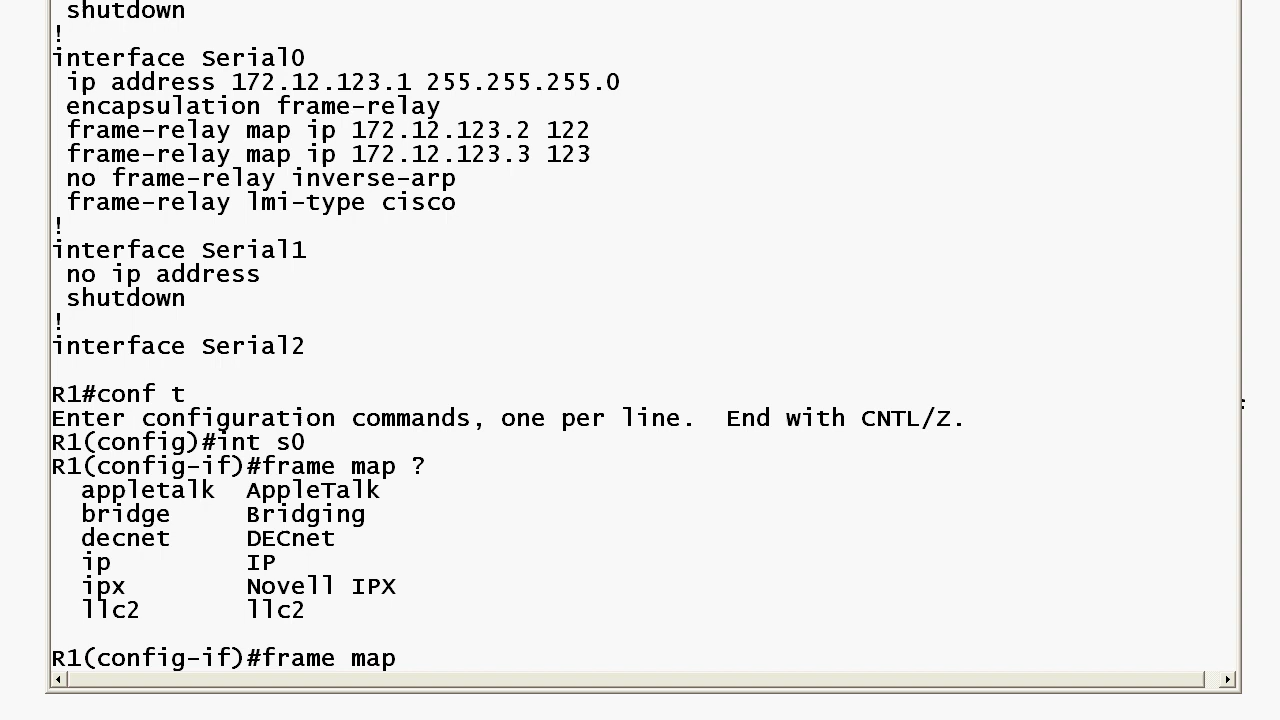 shutdown
!
interface Serial0
 ip address 172.12.123.1 255.255.255.0
 encapsulation frame-relay
 frame-relay map ip 172.12.123.2 122
 frame-relay map ip 172.12.123.3 123
 no frame-relay inverse-arp
 frame-relay lmi-type cisco
!
interface Serial1
 no ip address
 shutdown
!
interface Serial2

R1#conf t
Enter configuration commands, one per line.  End with CNTL/Z.
R1(config)#int s0
R1(config-if)#frame map ?
  appletalk  AppleTalk
  bridge     Bridging
  decnet     DECnet
  ip         IP
  ipx        Novell IPX
  llc2       llc2

R1(config-if)#frame map